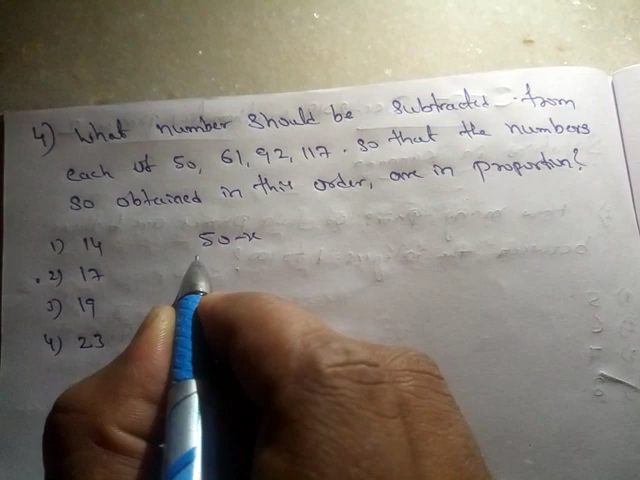 4) What number should be subtracted from
each of 50, 61, 92, 117. so that the numbers
so obtained in this order, are in proportion?
1) 14
50-x
2) 17
3) 19
4) 23